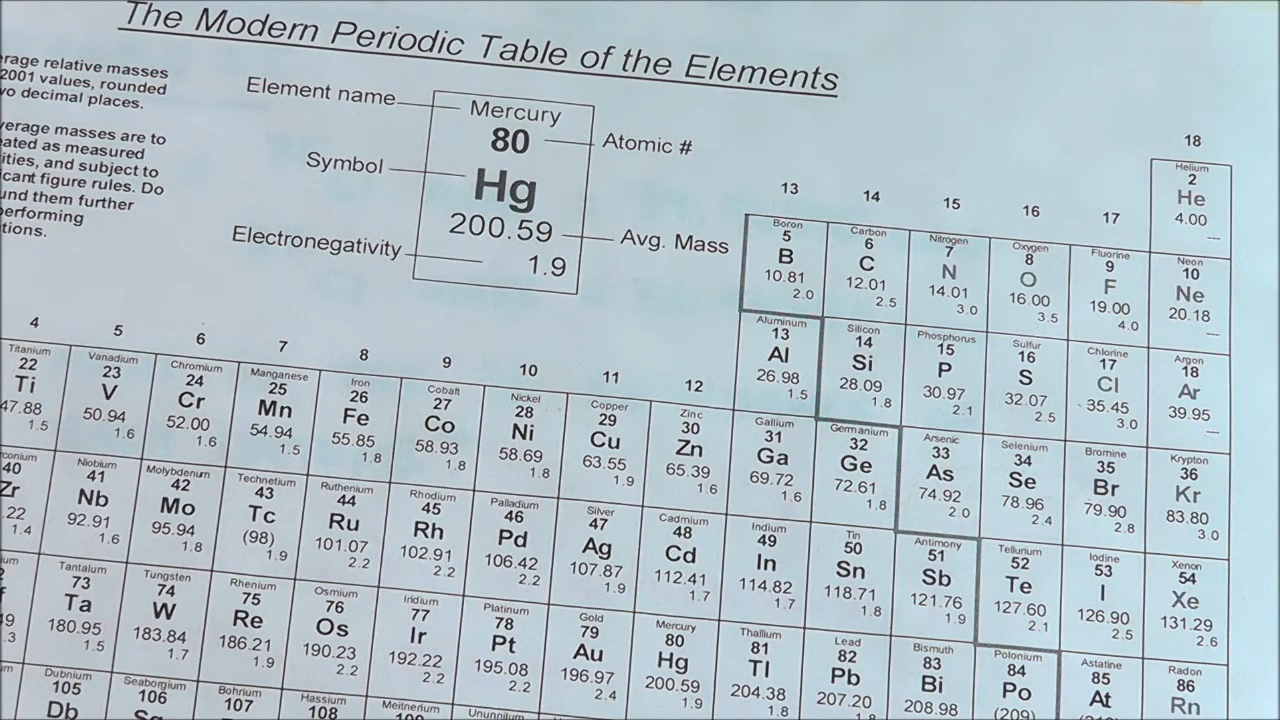 The Modern Periodic Table of the Elements
rage relative masses
2001 values, rounded
wo decimal places.
verage masses are to
ated as measured
ities, and subject to
cant figure rules. Do
und them further
performing
tions.
Element name
Symbol
Electronegativity
Mercury
80
Hg
200.59
1.9
Atomic #
Avg. Mass
18
Helium
2
He
4.00
—
13 14 15 16 17
Boron Carbon Nitrogen Oxygen Fluorine Neon
5 6 7 8 9 10
B C N O F Ne
10.81 12.01 14.01 16.00 19.00 20.18
2.0 2.5 3.0 3.5 4.0 —
Aluminum Silicon Phosphorus Sulfur Chlorine Argon
13 14 15 16 17 18
Al Si P S Cl Ar
26.98 28.09 30.97 32.07 35.45 39.95
1.5 1.8 2.1 2.5 3.0 —
4 5 6 7 8 9 10 11 12
Titanium Vanadium Chromium Manganese Iron Cobalt Nickel Copper Zinc Gallium Germanium Arsenic Selenium Bromine Krypton
22 23 24 25 26 27 28 29 30 31 32 33 34 35 36
Ti V Cr Mn Fe Co Ni Cu Zn Ga Ge As Se Br Kr
47.88 50.94 52.00 54.94 55.85 58.93 58.69 63.55 65.39 69.72 72.61 74.92 78.96 79.90 83.80
1.5 1.6 1.6 1.5 1.8 1.8 1.8 1.9 1.6 1.6 1.8 2.0 2.4 2.8 3.0
rconium Niobium Molybdenum Technetium Ruthenium Rhodium Palladium Silver Cadmium Indium Tin Antimony Tellurium Iodine Xenon
40 41 42 43 44 45 46 47 48 49 50 51 52 53 54
Zr Nb Mo Tc Ru Rh Pd Ag Cd In Sn Sb Te I Xe
.22 92.91 95.94 (98) 101.07 102.91 106.42 107.87 112.41 114.82 118.71 121.76 127.60 126.90 131.29
1.4 1.6 1.8 1.9 2.2 2.2 2.2 1.9 1.7 1.7 1.8 1.9 2.1 2.5 2.6
ium Tantalum Tungsten Rhenium Osmium Iridium Platinum Gold Mercury Thallium Lead Bismuth Polonium Astatine Radon
73 74 75 76 77 78 79 80 81 82 83 84 85 86
Ta W Re Os Ir Pt Au Hg Tl Pb Bi Po At Rn
49 180.95 183.84 186.21 190.23 192.22 195.08 196.97 200.59 204.38 207.20 208.98 (209)
.3 1.5 1.7 1.9 2.2 2.2 2.2 2.4 1.9 1.8 1.8
Dubnium Seaborgium Bohrium Hassium Meitnerium Ununnilium
105 106 107 108 109
Db Sg